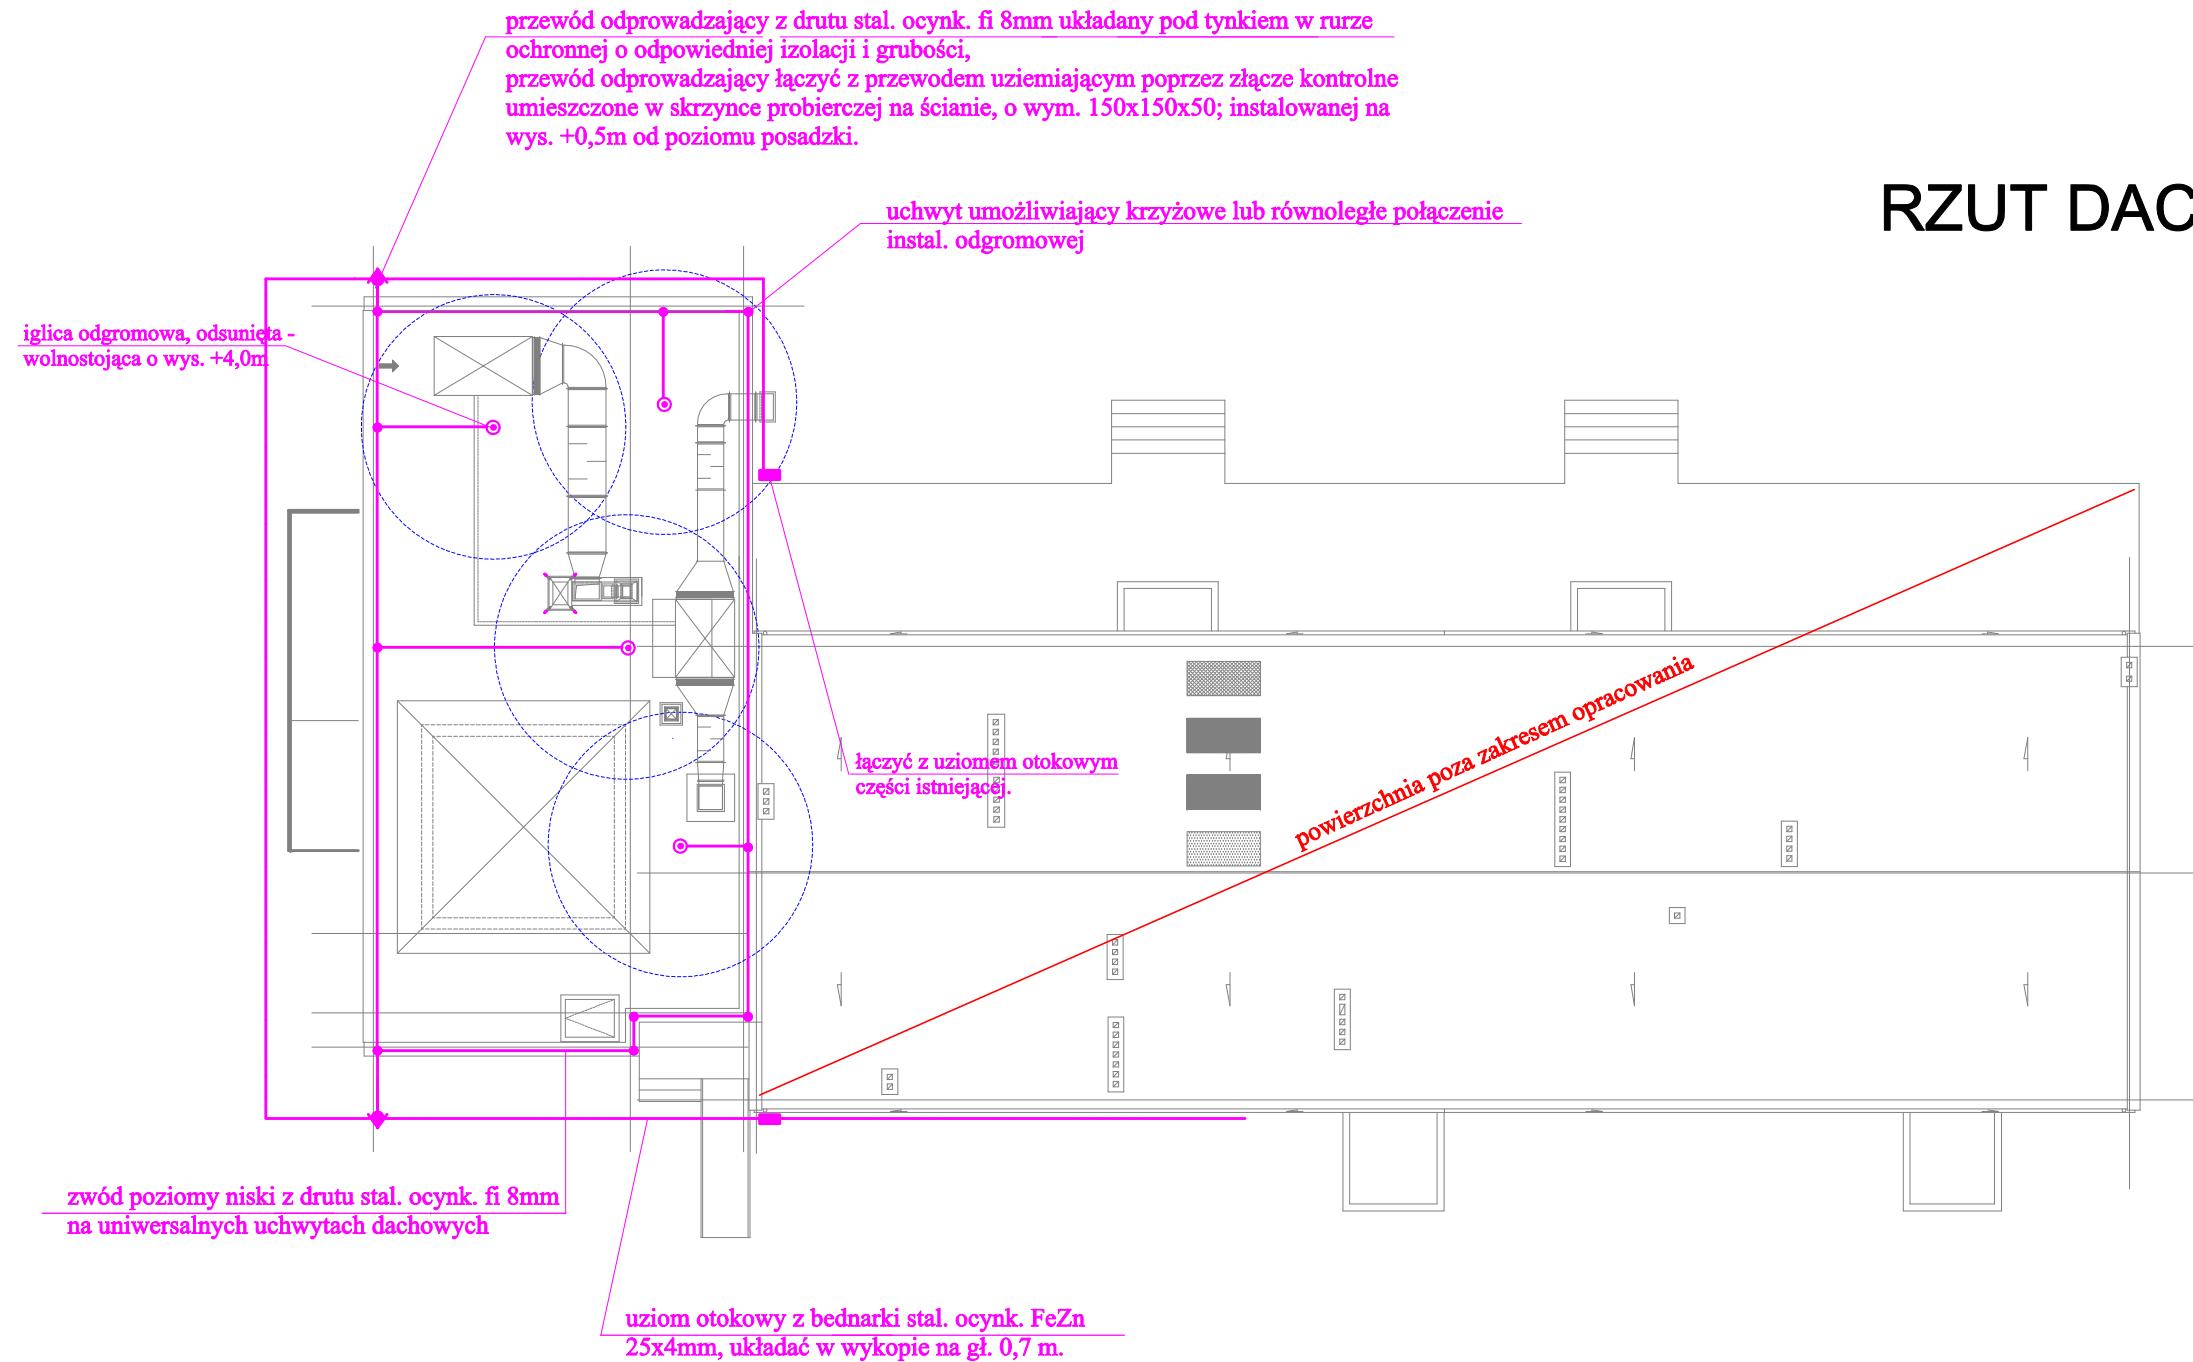 przewód odprowadzający z drutu stal. ocynk. fi 8mm układany pod tynkiem w rurze
ochronnej o odpowiedniej izolacji i grubości,
przewód odprowadzający łączyć z przewodem uziemiającym poprzez złącze kontrolne
umieszczone w skrzynce probierczej na ścianie, o wym. 150x150x50; instalowanej na
wys. +0,5m od poziomu posadzki.
RZUT DAC
uchwyt umożliwiający krzyżowe lub równoległe połączenie
instal. odgromowej
iglica odgromowa, odsunięta -
wolnostojąca o wys. +4,0m
powierzchnia poza zakresem opracowania
łączyć z uziomem otokowym
części istniejącej.
zwód poziomy niski z drutu stal. ocynk. fi 8mm
na uniwersalnych uchwytach dachowych
uziom otokowy z bednarki stal. ocynk. FeZn
25x4mm, układać w wykopie na gł. 0,7 m.